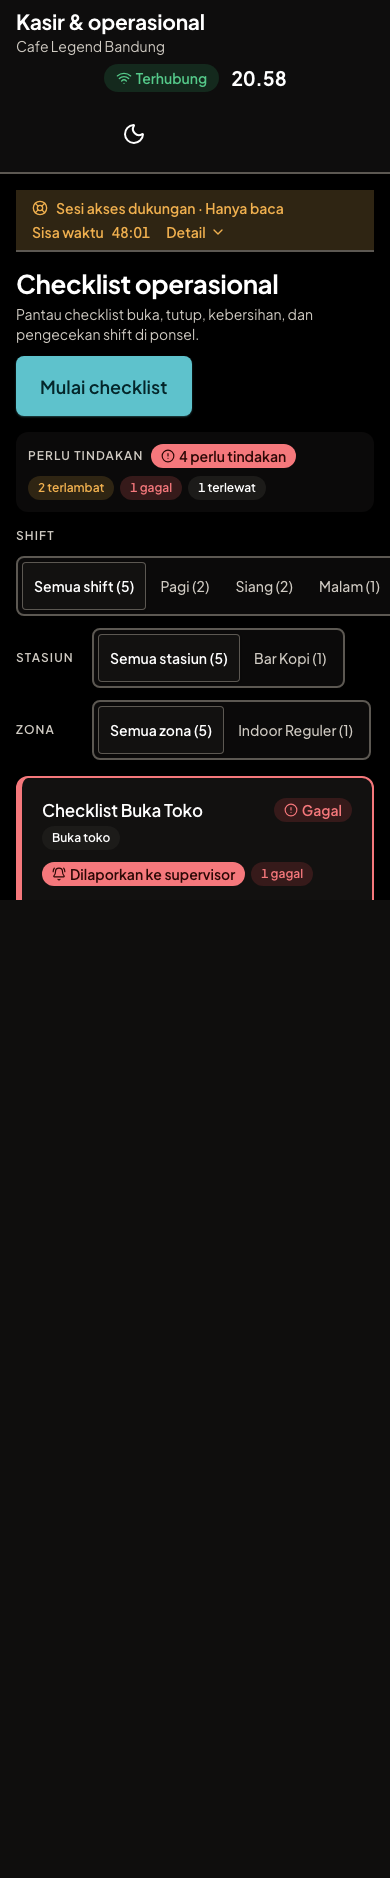 Kasir & operasional
Cafe Legend Bandung
Terhubung 20.58
Sesi akses dukungan · Hanya baca
Sisa waktu 48:01 Detail
Checklist operasional
Pantau checklist buka, tutup, kebersihan, dan
pengecekan shift di ponsel.
Mulai checklist
PERLU TINDAKAN 4 perlu tindakan
2 terlambat 1 gagal 1 terlewat
SHIFT
Semua shift (5) Pagi (2) Siang (2) Malam (1)
STASIUN Semua stasiun (5) Bar Kopi (1)
ZONA Semua zona (5) Indoor Reguler (1)
Checklist Buka Toko Gagal
Buka toko
Dilaporkan ke supervisor 1 gagal